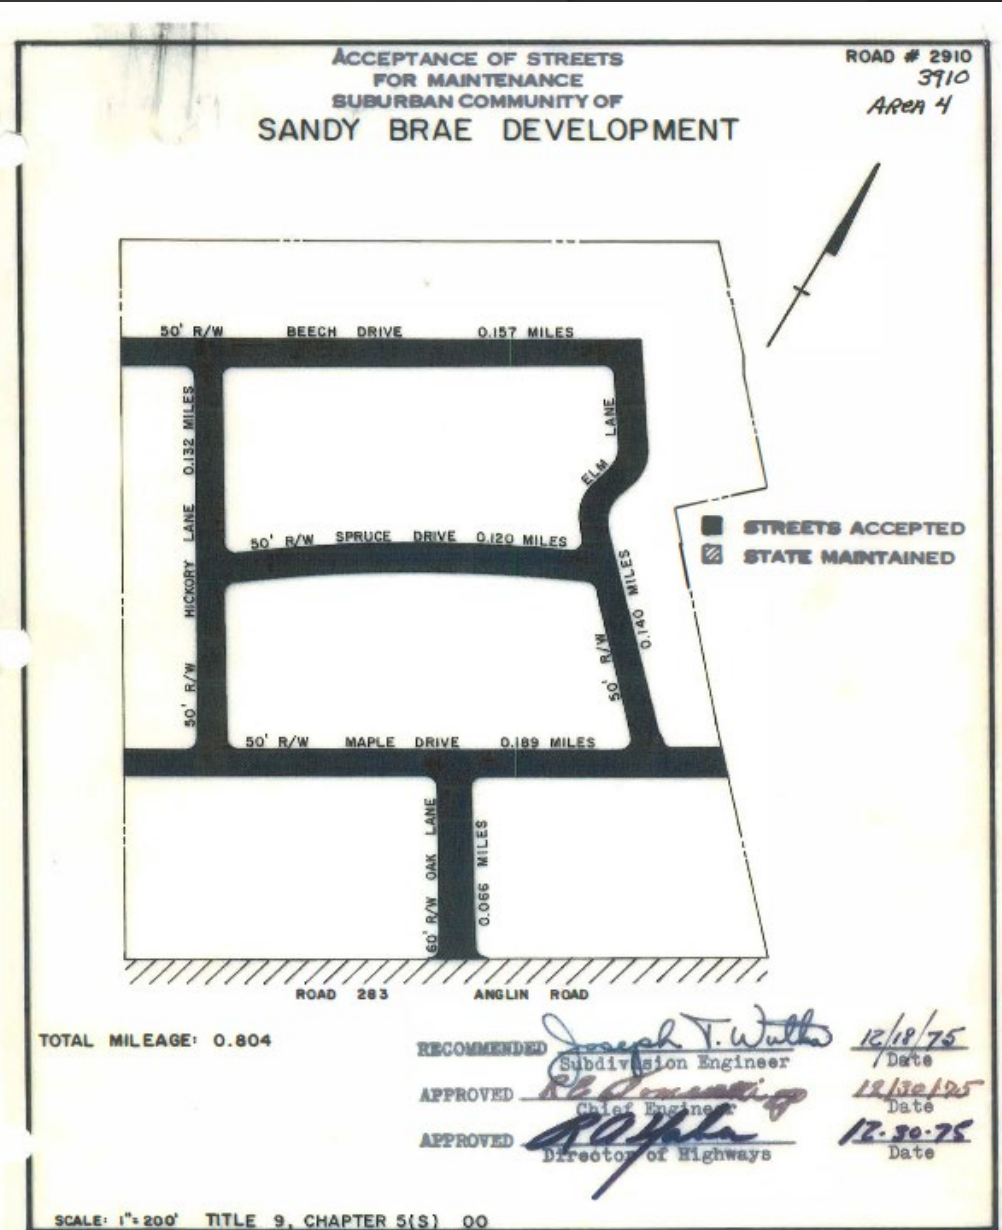 ACCEPTANCE OF STREETS
FOR MAINTENANCE
SUBURBAN COMMUNITY OF
SANDY BRAE DEVELOPMENT
ROAD # 2910
3910
AREA 4
50' R/W BEECH DRIVE 0.157 MILES
50' R/W HICKORY LANE 0.132 MILES
ELM LANE
50' R/W SPRUCE DRIVE 0.120 MILES
STREETS ACCEPTED
STATE MAINTAINED
50' R/W 0.140 MILES
50' R/W MAPLE DRIVE 0.189 MILES
60' R/W OAK LANE
0.066 MILES
ROAD 283 ANGLIN ROAD
TOTAL MILEAGE: 0.804
RECOMMENDED Joseph T. 12/18/75
Subdivision Engineer Date
APPROVED 12/30/75
Chief Engineer Date
APPROVED 12-30-75
Director of Highways Date
SCALE: 1"=200' TITLE 9, CHAPTER 5(S) OO